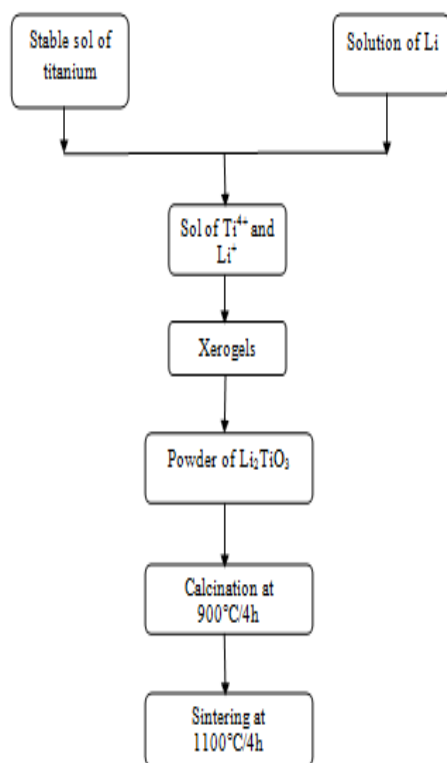 Stable sol of
titanium
Solution of Li
Sol of Ti⁴⁺ and
Li⁺
Xerogels
Powder of Li₂TiO₃
Calcination at
900°C/4h
Sintering at
1100°C/4h